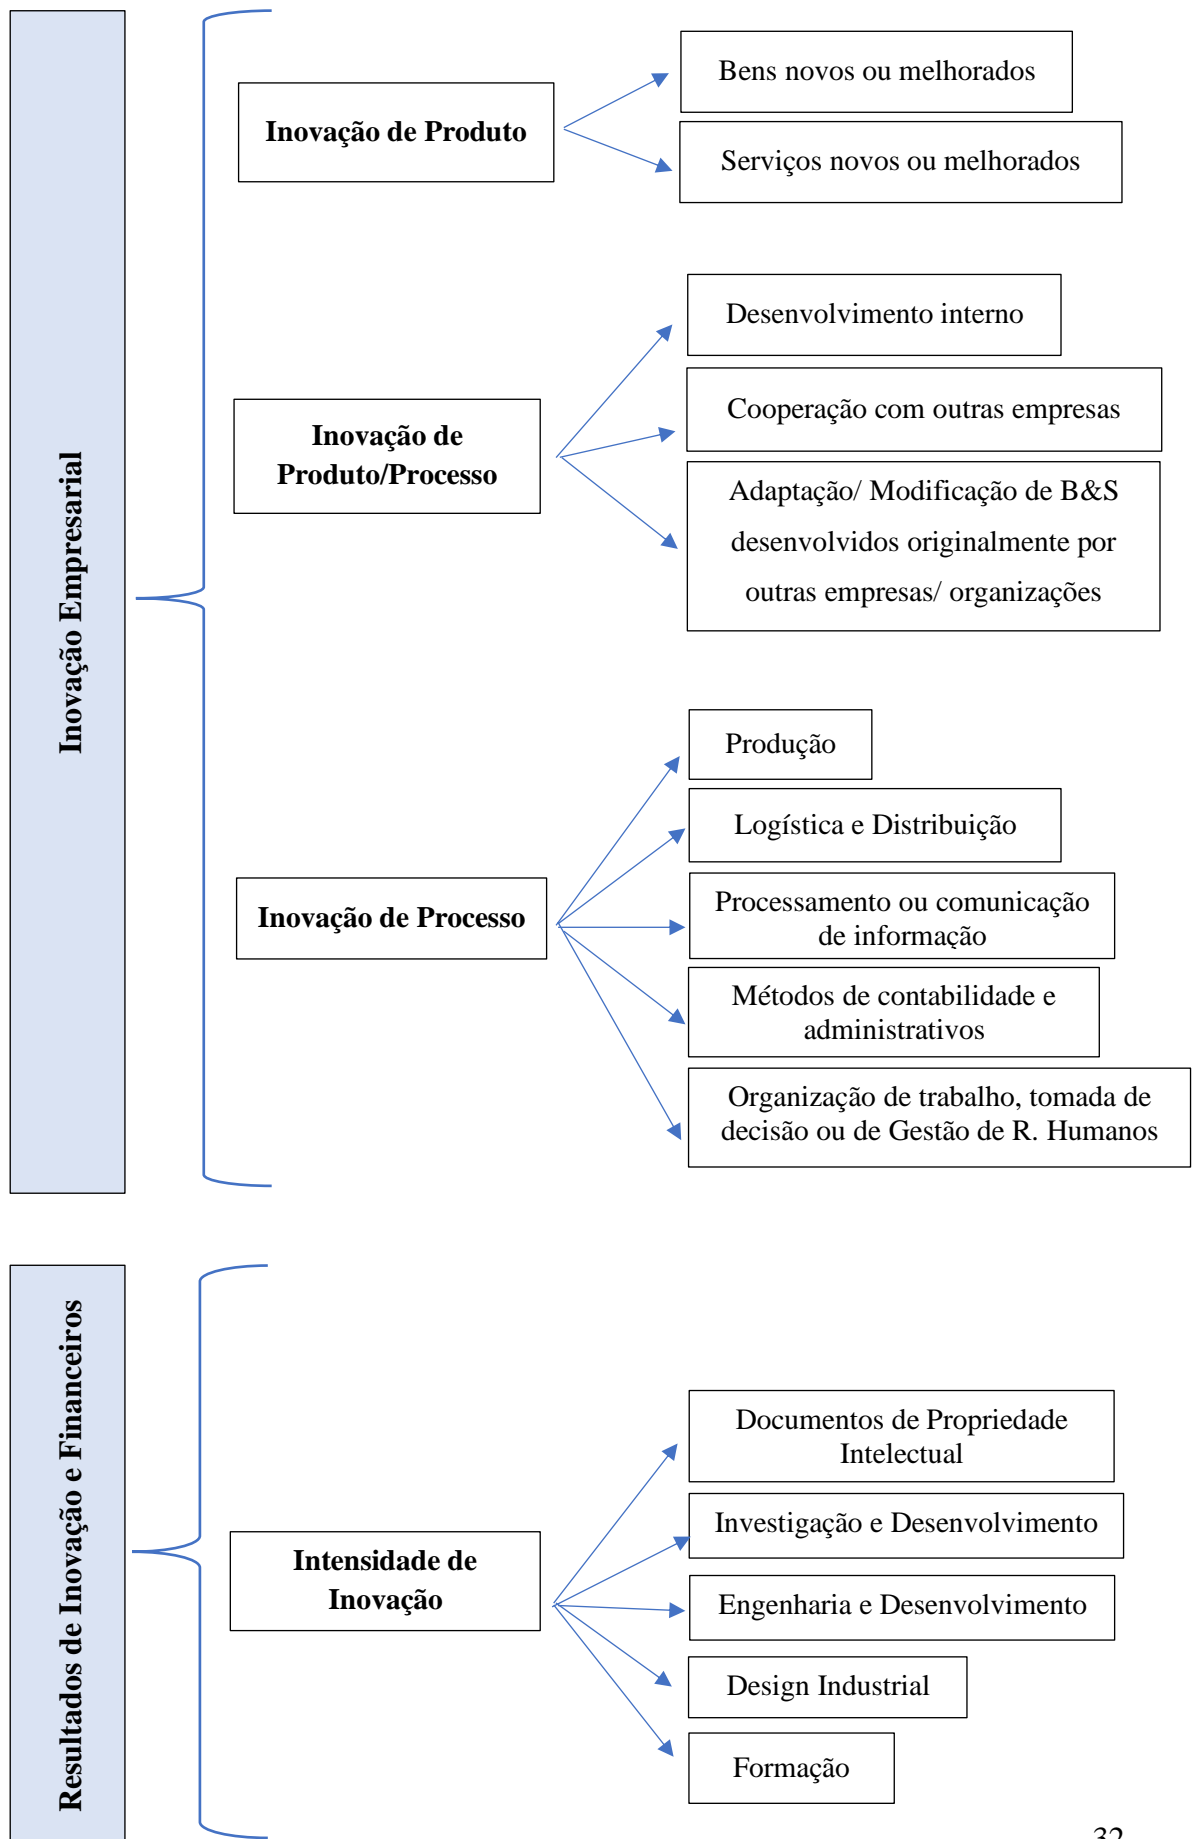 Inovação Empresarial
Inovação de Produto
Bens novos ou melhorados
Serviços novos ou melhorados
Inovação de
Produto/Processo
Desenvolvimento interno
Cooperação com outras empresas
Adaptação/ Modificação de B&S
desenvolvidos originalmente por
outras empresas/ organizações
Inovação de Processo
Produção
Logística e Distribuição
Processamento ou comunicação
de informação
Métodos de contabilidade e
administrativos
Organização de trabalho, tomada de
decisão ou de Gestão de R. Humanos
Resultados de Inovação e Financeiros
Intensidade de
Inovação
Documentos de Propriedade
Intelectual
Investigação e Desenvolvimento
Engenharia e Desenvolvimento
Design Industrial
Formação
32